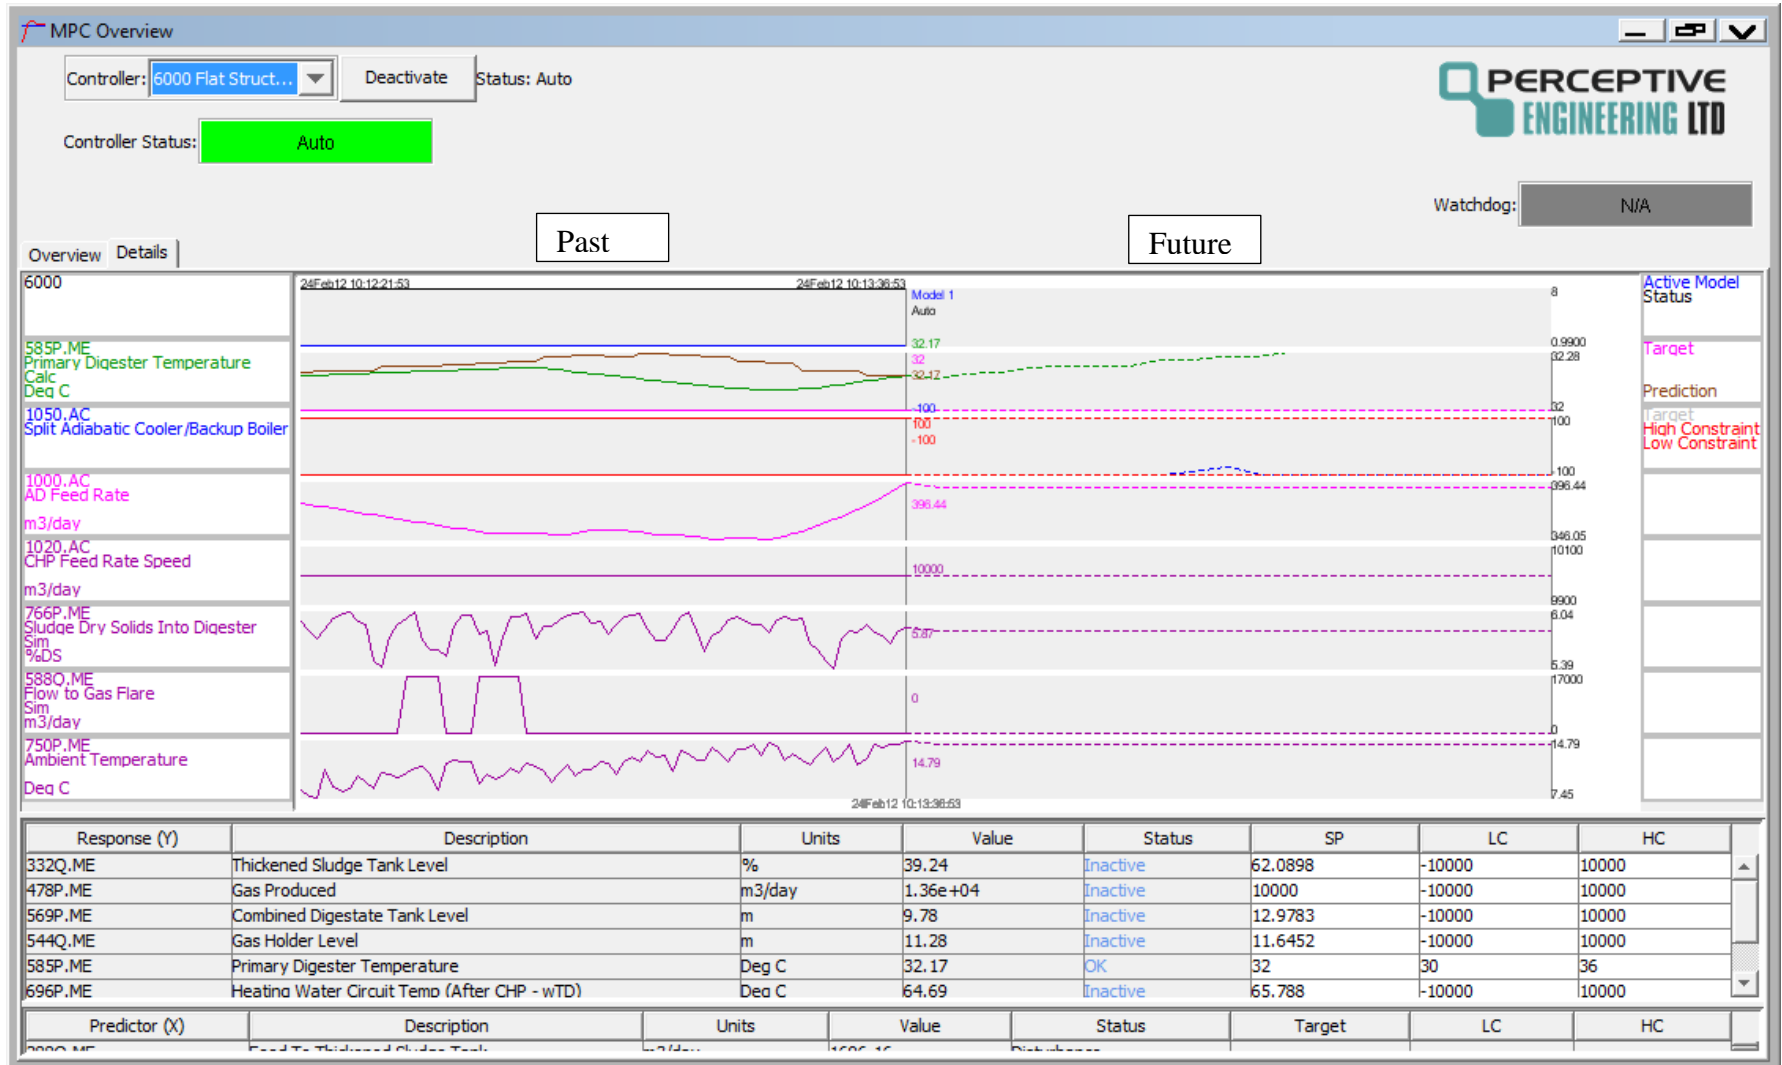 MPC Overview
Controller: 6000 Flat Struct... Deactivate Status: Auto
PERCEPTIVE
ENGINEERING LTD
Controller Status: Auto
Watchdog: N/A
Past
Future
Overview Details
6000
24Feb12 10:12:21:53
24Feb12 10:13:36:53
Model 1
Auto
8
0.9900
Active Model
Status
585P.ME
Primary Digester Temperature
Calc
Deg C
32.17
32
32.17
32.28
32
Target
Prediction
1050.AC
Split Adiabatic Cooler/Backup Boiler
-100
100
-100
100
-100
Target
High Constraint
Low Constraint
1000.AC
AD Feed Rate
m3/day
396.44
396.44
346.05
1020.AC
CHP Feed Rate Speed
m3/day
10000
10100
9900
766P.ME
Sludge Dry Solids Into Digester
Sim
%DS
5.87
6.04
5.39
588Q.ME
Flow to Gas Flare
Sim
m3/day
0
17000
0
750P.ME
Ambient Temperature
Deg C
14.79
14.79
7.45
24Feb12 10:13:36:53
Response (Y) Description Units Value Status SP LC HC
332Q.ME Thickened Sludge Tank Level % 39.24 Inactive 62.0898 -10000 10000
478P.ME Gas Produced m3/day 1.36e+04 Inactive 10000 -10000 10000
569P.ME Combined Digestate Tank Level m 9.78 Inactive 12.9783 -10000 10000
544Q.ME Gas Holder Level m 11.28 Inactive 11.6452 -10000 10000
585P.ME Primary Digester Temperature Deg C 32.17 OK 32 30 36
696P.ME Heating Water Circuit Temp (After CHP - wTD) Deg C 64.69 Inactive 65.788 -10000 10000
Predictor (X) Description Units Value Status Target LC HC
Feed To Thickened Sludge Tank m3/day Disturbance